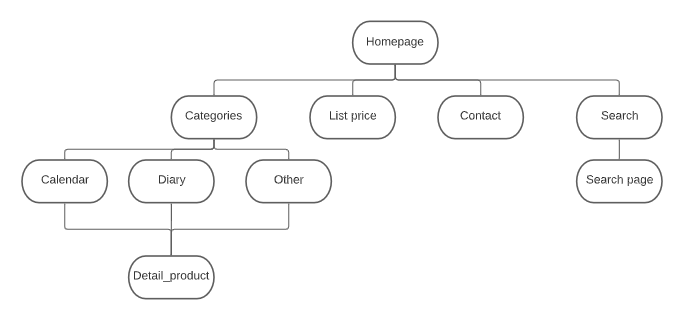 Homepage
Categories
List price
Contact
Search
Calendar
Diary
Other
Search page
Detail_product